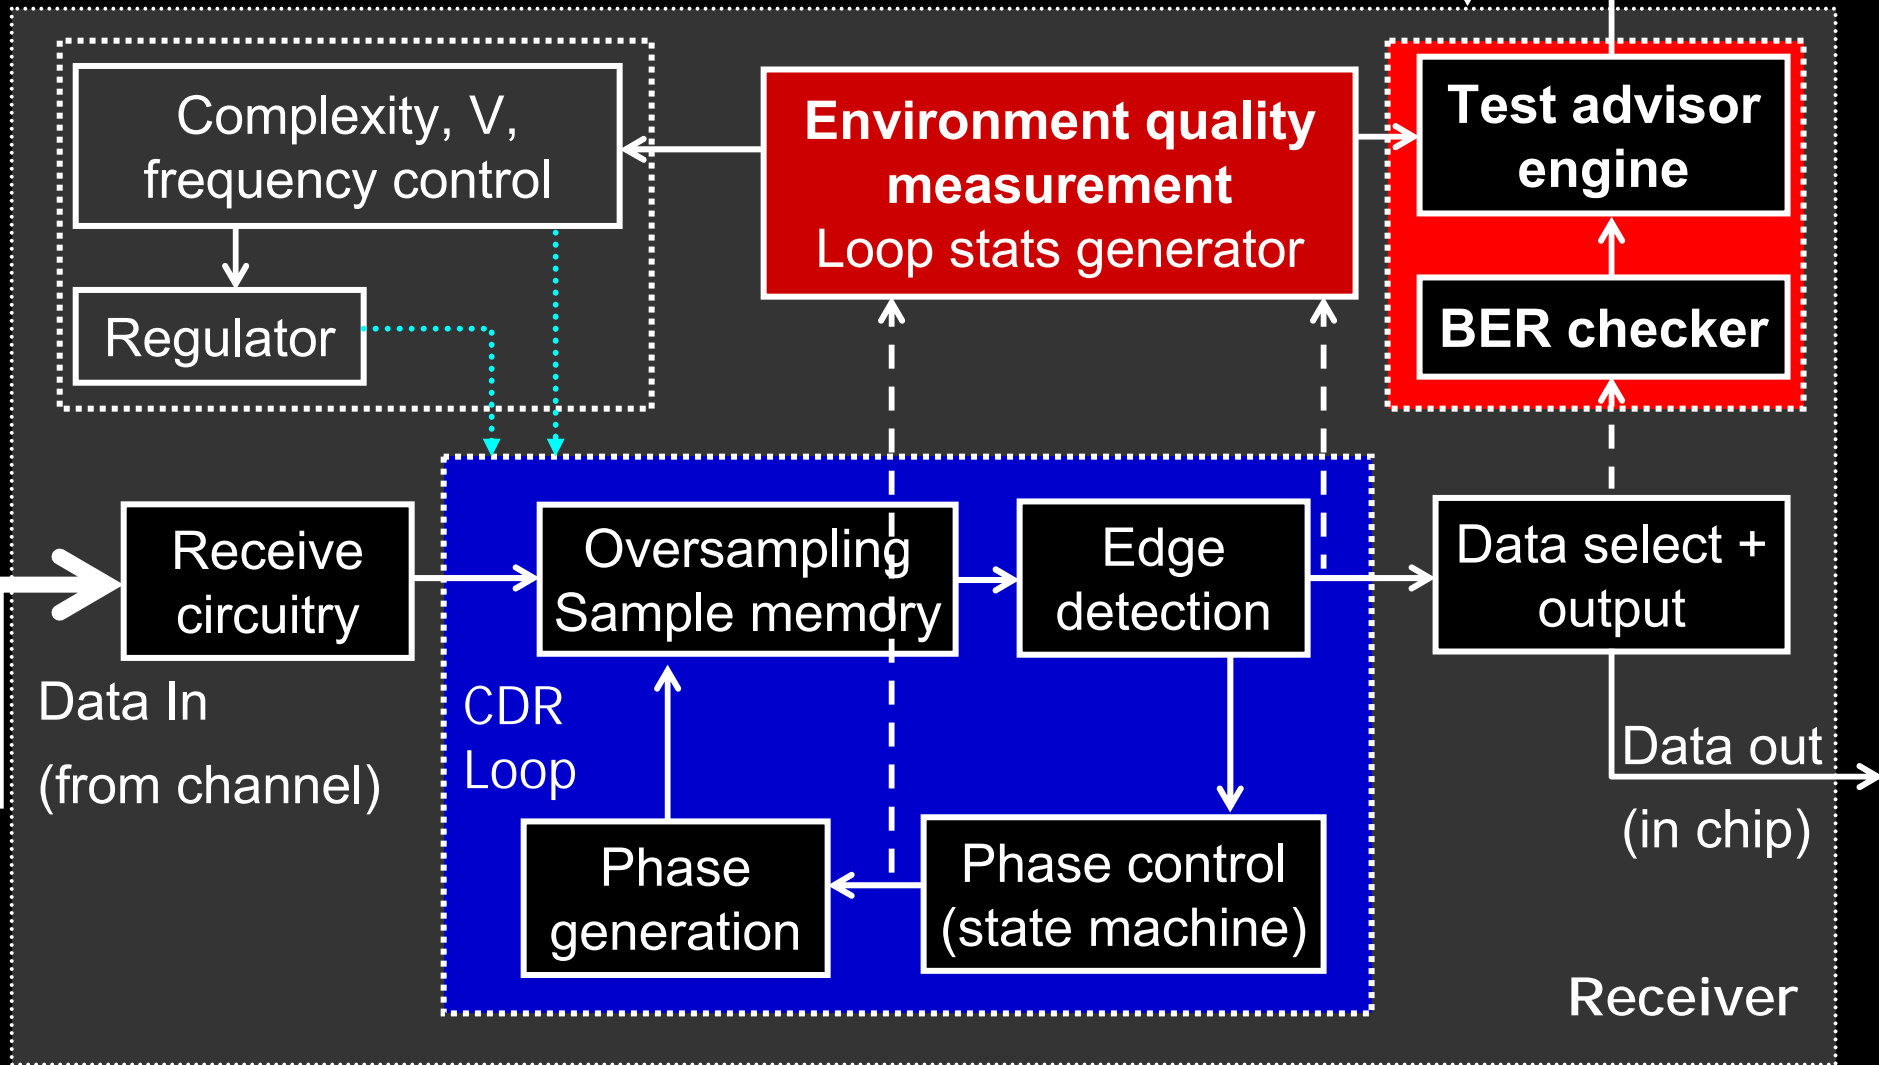 Complexity, V,
frequency control
Environment quality
measurement
Loop stats generator
Test advisor
engine
Regulator
BER checker
Receive
circuitry
Oversampling
Sample memory
Edge
detection
Data select +
output
Data In
(from channel)
CDR
Loop
Data out
(in chip)
Phase
generation
Phase control
(state machine)
Receiver